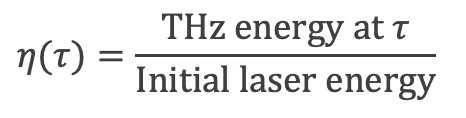 η(τ) = THz energy at τ
Initial laser energy